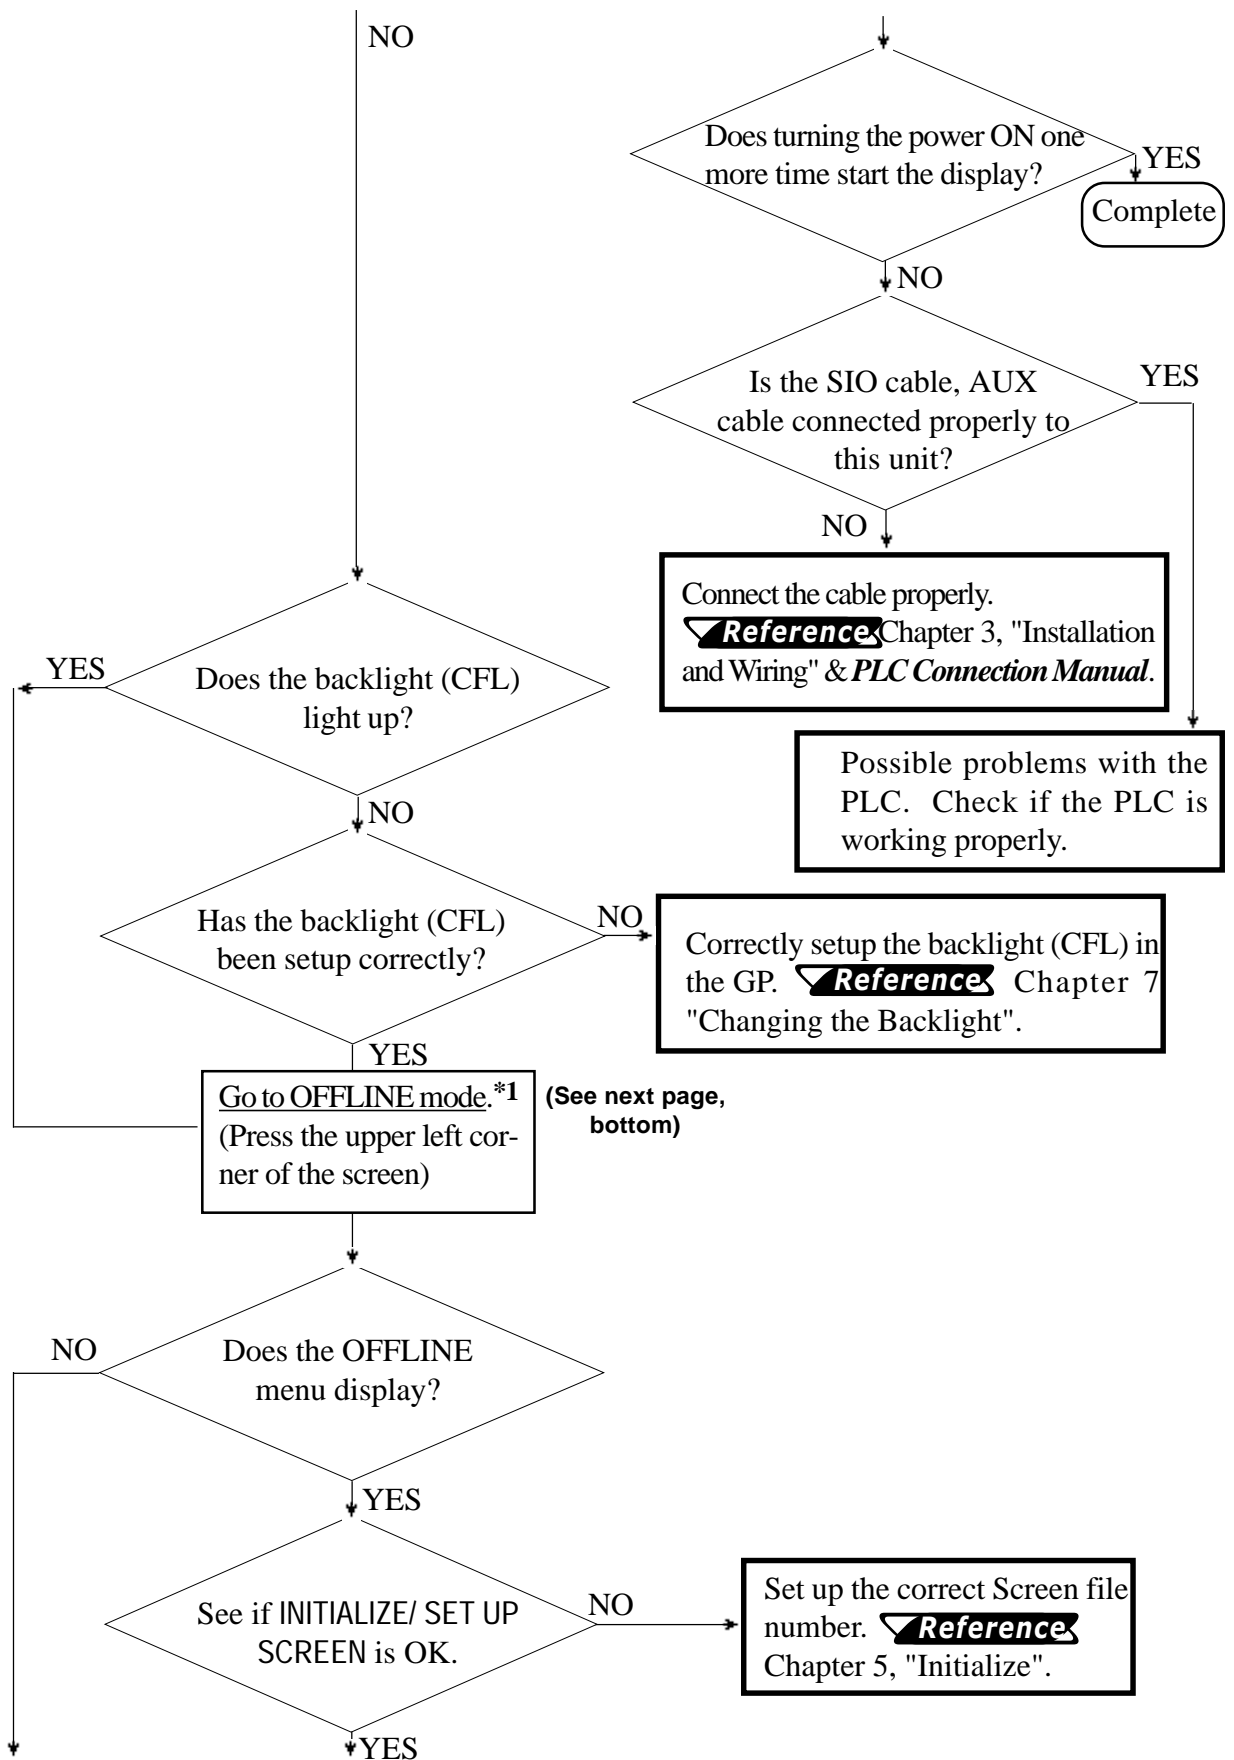 NO
Does turning the power ON one
more time start the display?
YES
Complete
NO
Is the SIO cable, AUX
cable connected properly to
this unit?
YES
NO
Connect the cable properly.
Reference Chapter 3, "Installation
and Wiring" & PLC Connection Manual.
Possible problems with the
PLC. Check if the PLC is
working properly.
YES
Does the backlight (CFL)
light up?
NO
Has the backlight (CFL)
been setup correctly?
NO
Correctly setup the backlight (CFL) in
the GP. Reference Chapter 7
"Changing the Backlight".
YES
Go to OFFLINE mode.*1
(Press the upper left cor-
ner of the screen)
(See next page,
bottom)
NO
Does the OFFLINE
menu display?
YES
See if INITIALIZE/ SET UP
SCREEN is OK.
NO
Set up the correct Screen file
number. Reference
Chapter 5, "Initialize".
YES